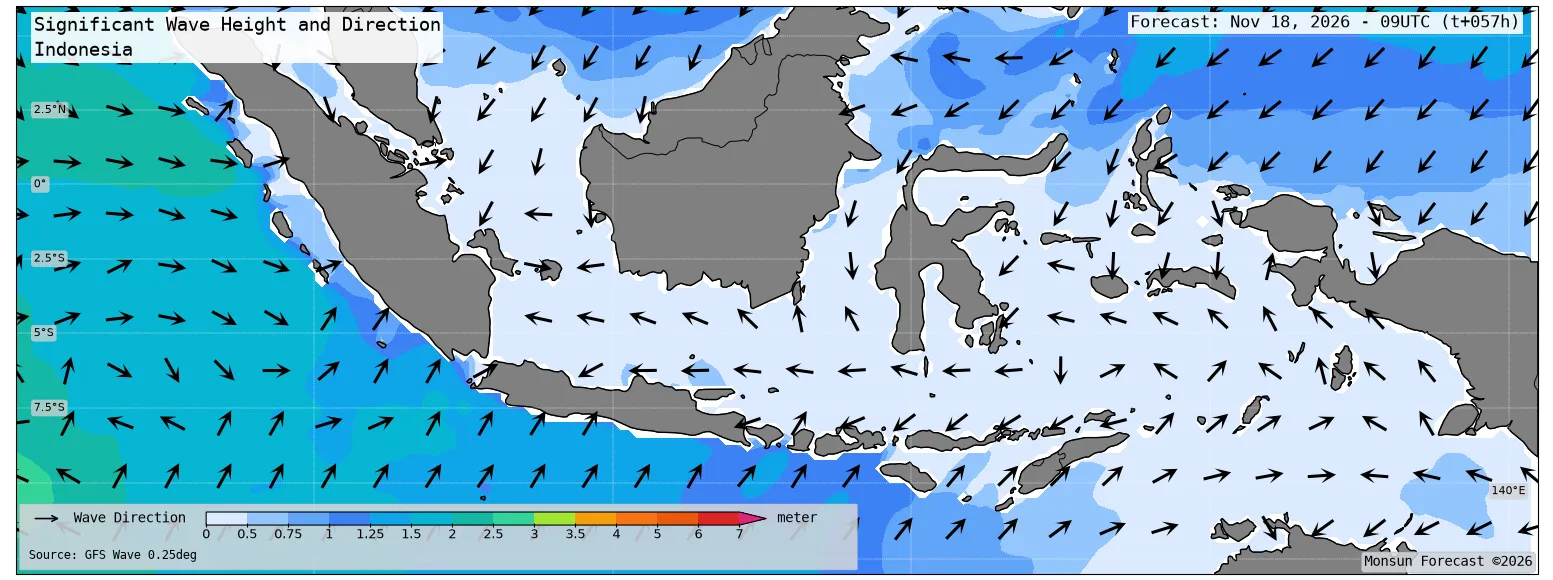 Significant Wave Height and Direction
Indonesia
Forecast: Nov 18, 2026 - 09UTC (t+057h)
2.5°N
0°
2.5°S
5°S
7.5°S
140°E
Wave Direction
0 0.5 0.75 1 1.25 1.5 2 2.5 3 3.5 4 5 6 7
meter
Source: GFS Wave 0.25deg
Monsun Forecast ©2026